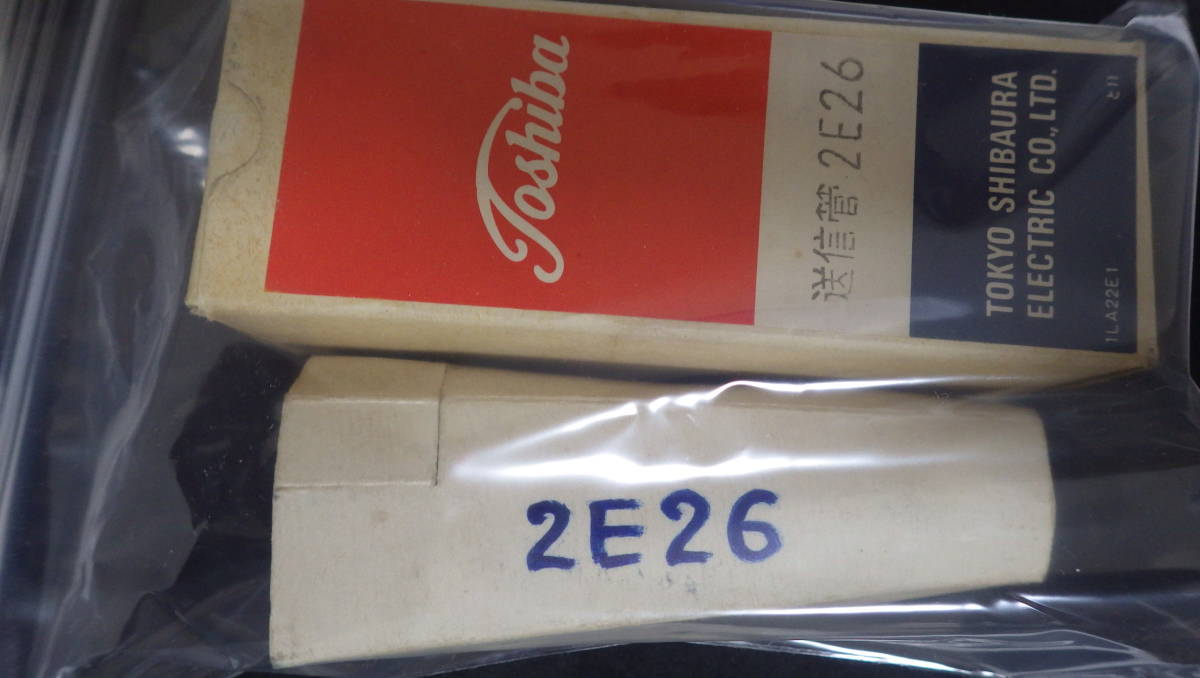 Toshiba
送信管 2E26
TOKYO SHIBAURA
ELECTRIC CO.,LTD.
1LA22E1
2E26